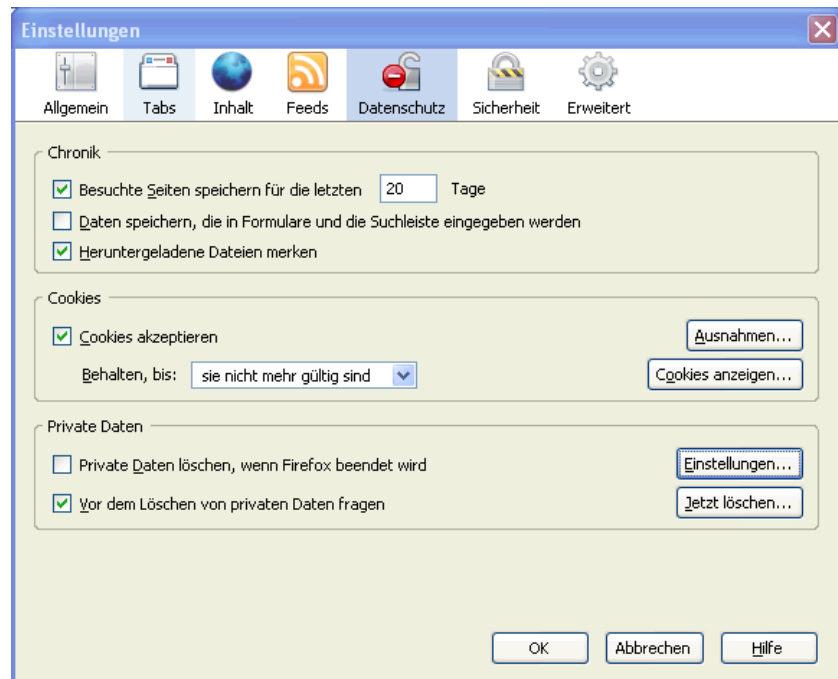 Einstellungen
Allgemein Tabs Inhalt Feeds Datenschutz Sicherheit Erweitert
Chronik
Besuchte Seiten speichern für die letzten 20 Tage
Daten speichern, die in Formulare und die Suchleiste eingegeben werden
Heruntergeladene Dateien merken
Cookies
Cookies akzeptieren Ausnahmen...
Behalten, bis: sie nicht mehr gültig sind Cookies anzeigen...
Private Daten
Private Daten löschen, wenn Firefox beendet wird Einstellungen...
Vor dem Löschen von privaten Daten fragen Jetzt löschen...
OK Abbrechen Hilfe